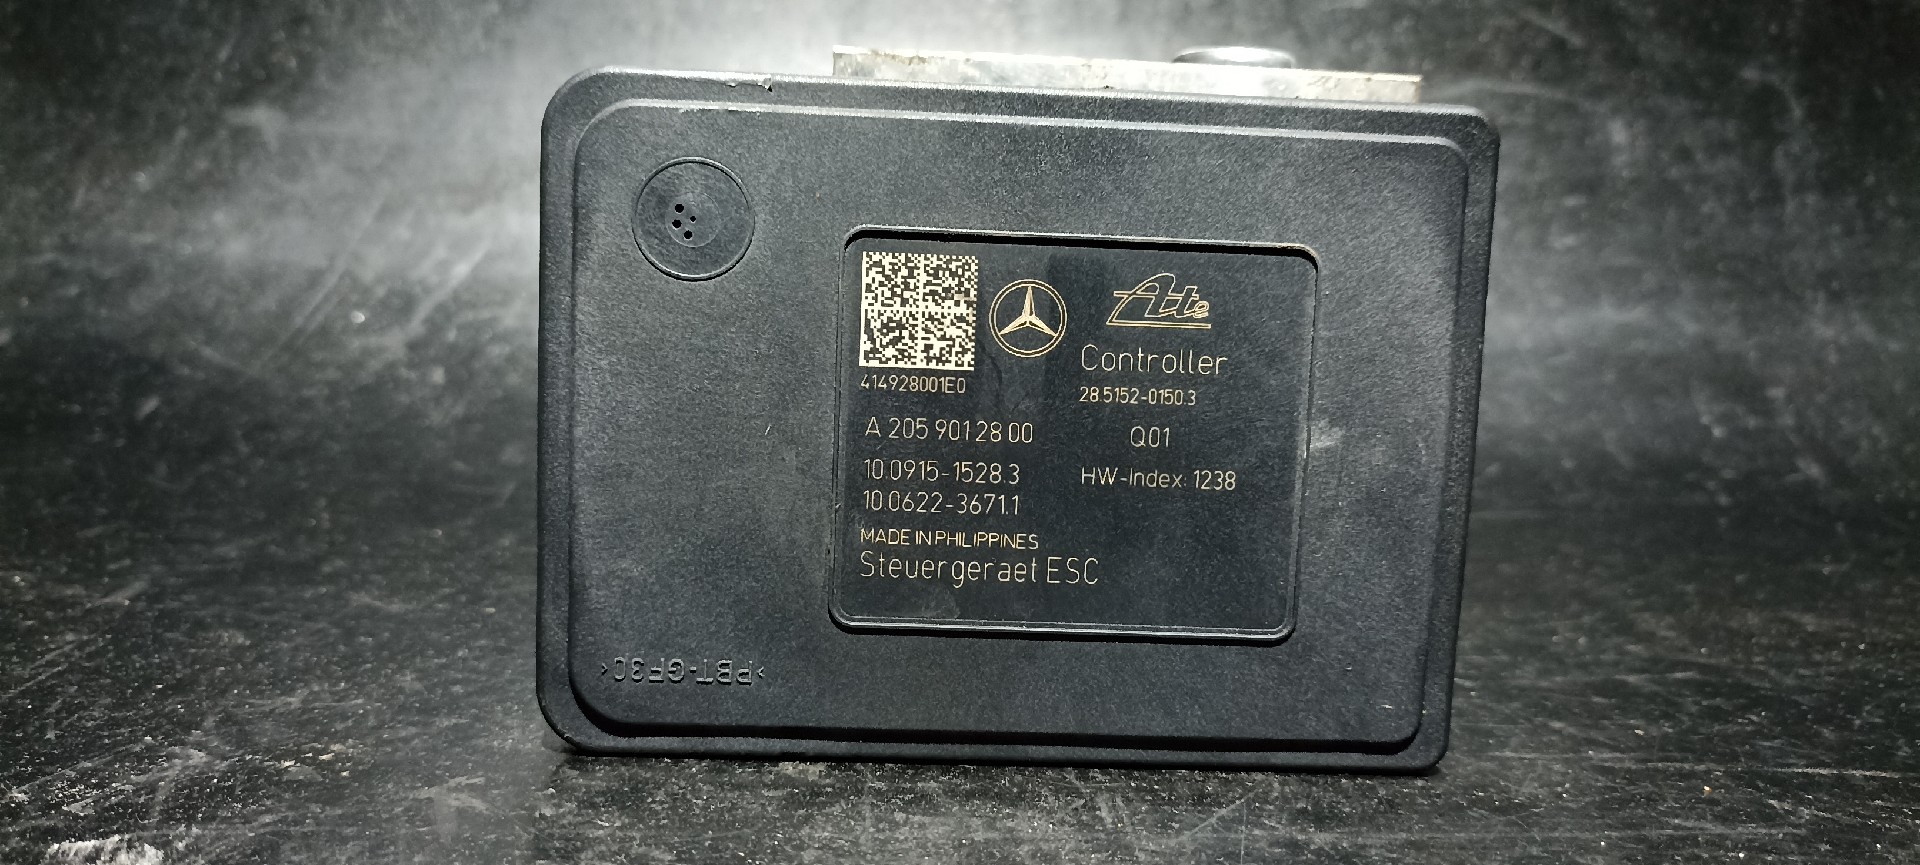 Ate
Controller
28.5152-0150.3
414928001E0
A 205 901 28 00
Q01
10.0915-1528.3
HW-Index: 1238
10.0622-3671.1
MADE IN PHILIPPINES
Steuergeraet ESC
>PBT-GF30<